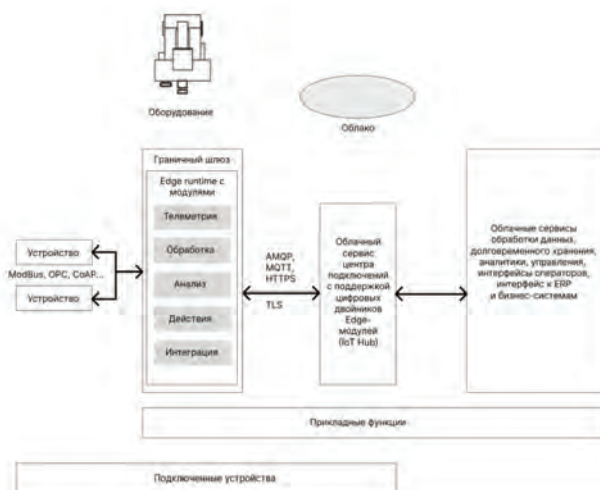 Оборудование
Облако
Граничный шлюз
Edge runtime с
модулями
Телеметрия
Обработка
Анализ
Действия
Интеграция
Устройство
ModBus, OPC, CoAP...
Устройство
AMQP,
MQTT,
HTTPS
TLS
Облачный
сервис
центра
подключений
с поддержкой
цифровых
двойников
Edge-
модулей
(IoT Hub)
Облачные сервисы
обработки данных,
долговременного хранения,
аналитики, управления,
интерфейсы операторов,
интерфейс к ERP
и бизнес-системам
Прикладные функции
Подключенные устройства